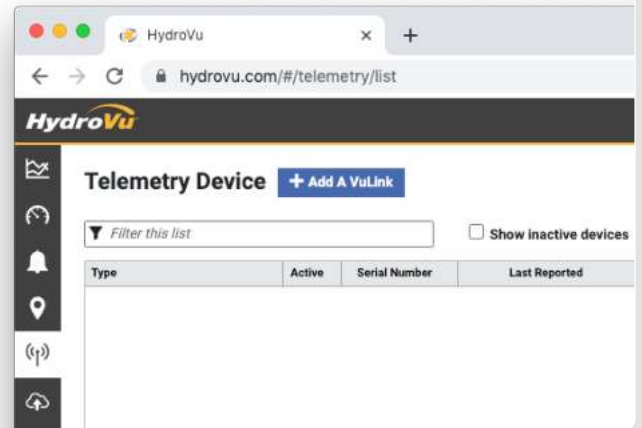 HydroVu
hydrovu.com/#/telemetry/list
HydroVu
Telemetry Device + Add A VuLink
Filter this list Show inactive devices
Type Active Serial Number Last Reported